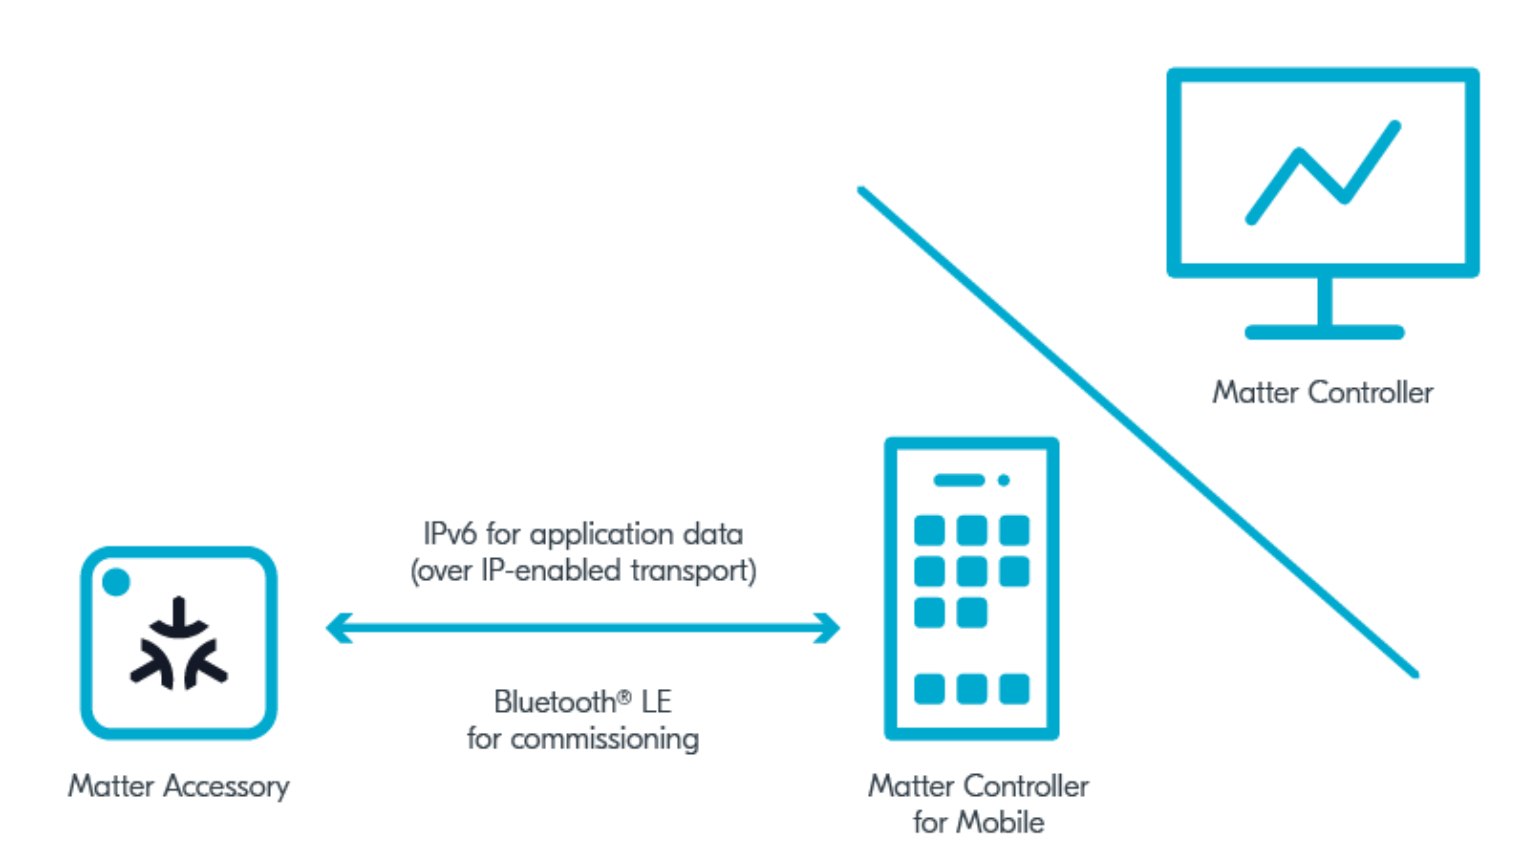 Matter Controller
IPv6 for application data
(over IP-enabled transport)
Bluetooth® LE
for commissioning
Matter Accessory
Matter Controller
for Mobile